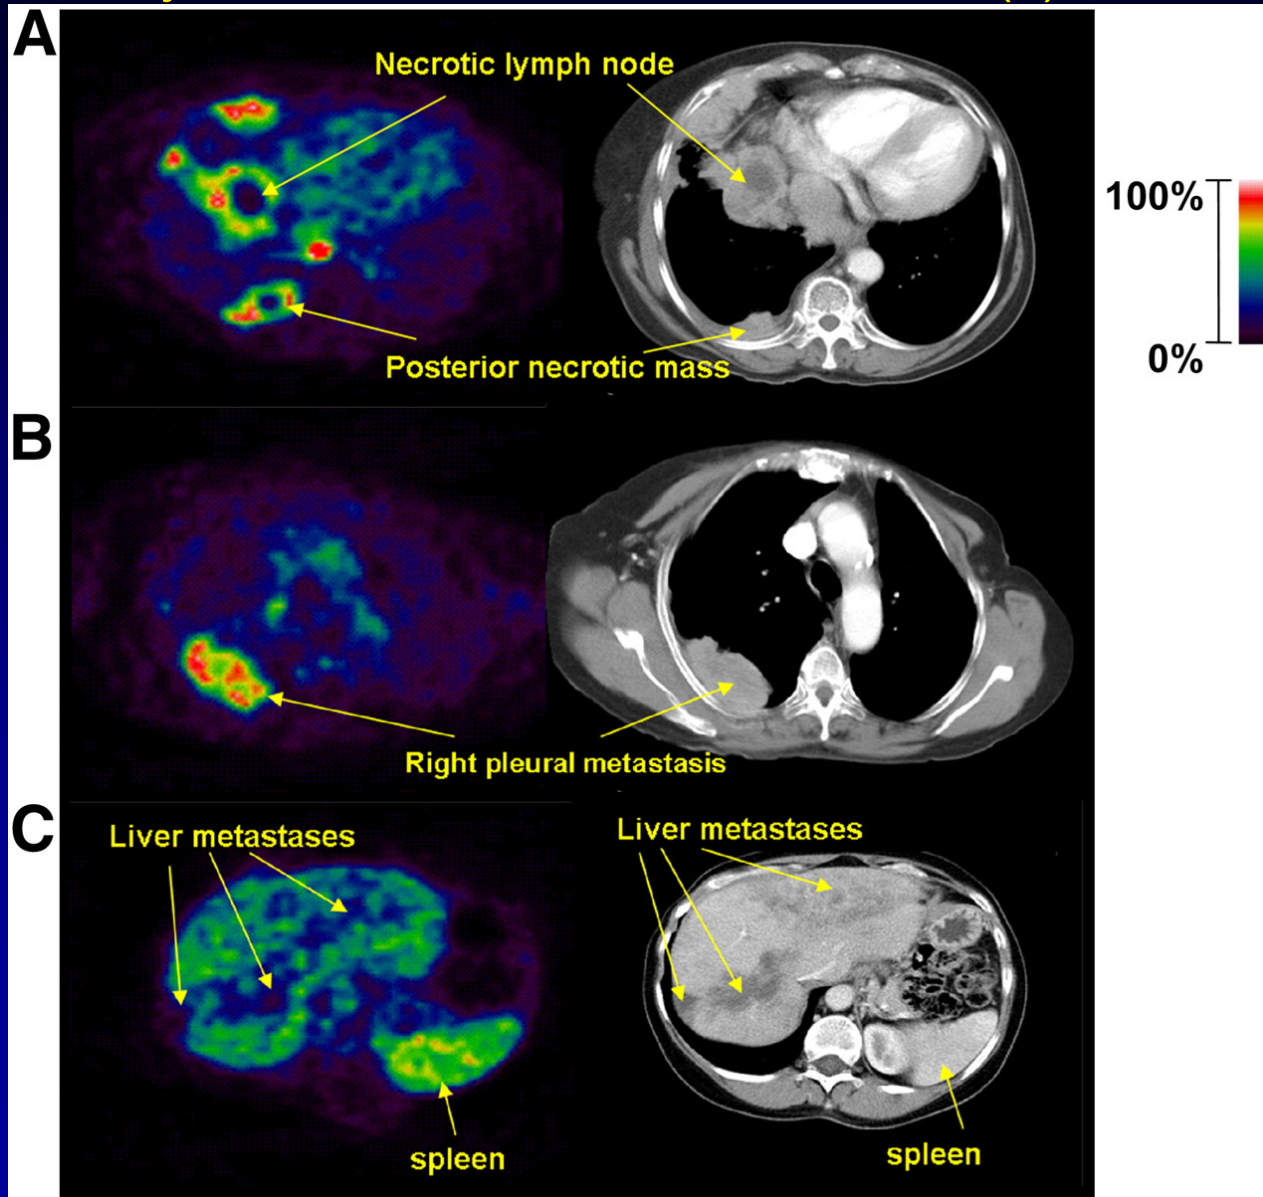 A
Necrotic lymph node
100%
0%
Posterior necrotic mass
B
Right pleural metastasis
C
Liver metastases
Liver metastases
spleen
spleen